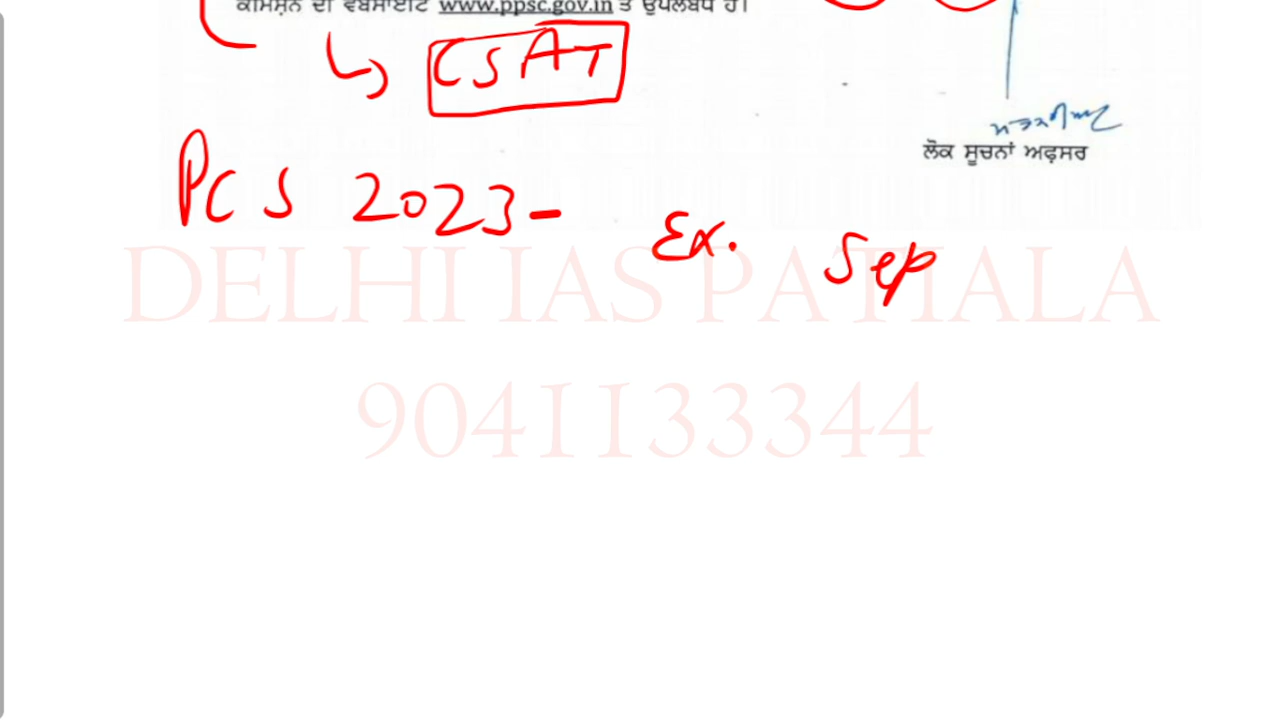 ਕਮਿਸ਼ਨ ਦੀ ਵੈਬਸਾਈਟ www.ppsc.gov.in ਤੇ ਉਪਲਬਧ ਹੈ।
CSAT
ਲੋਕ ਸੂਚਨਾਂ ਅਫ਼ਸਰ
PCS 2023- Ex. Sep
DELHI IAS PATIALA
9041133344